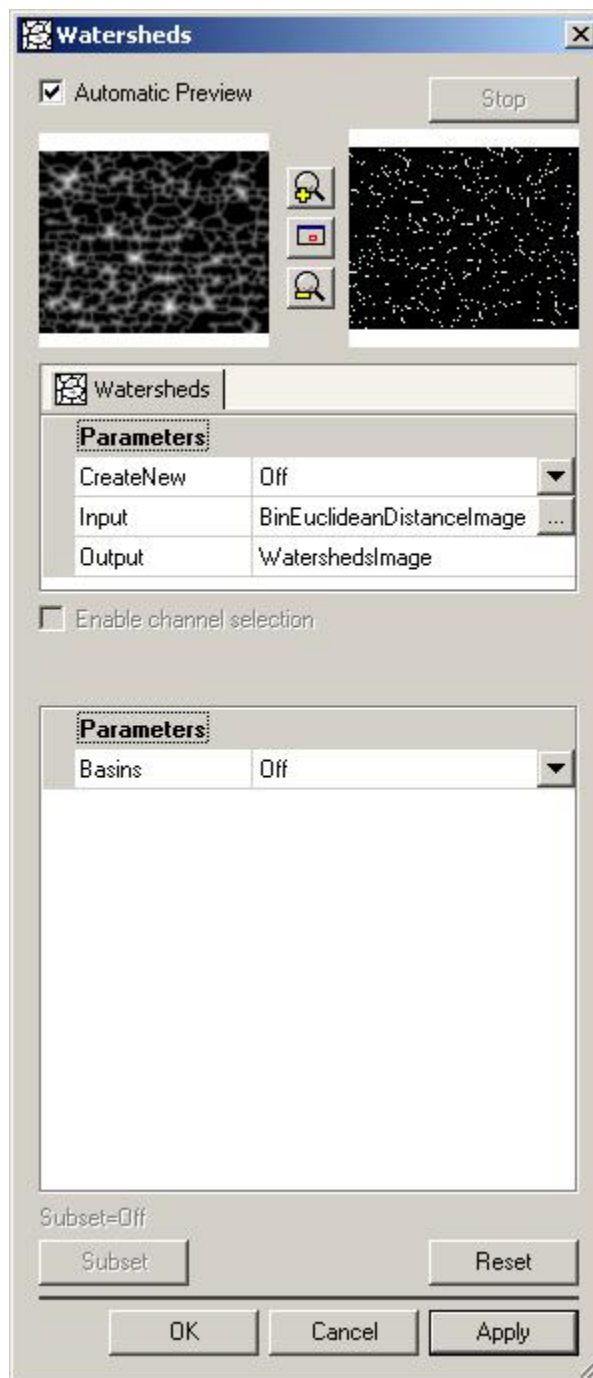 Watersheds
Automatic Preview
Stop
Watersheds
Parameters
CreateNew Off
Input BinEuclideanDistanceImage ...
Output WatershedsImage
Enable channel selection
Parameters
Basins Off
Subset=Off
Subset Reset
OK Cancel Apply